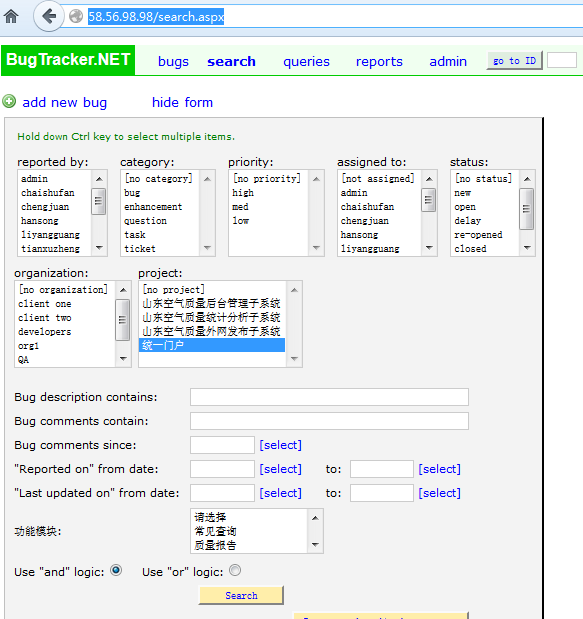 58.56.98.98/search.aspx
BugTracker.NET bugs search queries reports admin go to ID
add new bug hide form
Hold down Ctrl key to select multiple items.
reported by: category: priority: assigned to: status:
admin [no category] [no priority] [not assigned] [no status]
chaishufan bug high admin new
chengjuan enhancement med chaishufan open
hansong question low chengjuan delay
liyangguang task hansong re-opened
tianxuzheng ticket liyangguang closed
organization: project:
[no organization] [no project]
client one 山东空气质量后台管理子系统
client two 山东空气质量统计分析子系统
developers 山东空气质量外网发布子系统
org1 统一门户
QA
Bug description contains:
Bug comments contain:
Bug comments since: [select]
"Reported on" from date: [select] to: [select]
"Last updated on" from date: [select] to: [select]
请选择
功能模块: 常见查询
质量报告
Use "and" logic: Use "or" logic:
Search